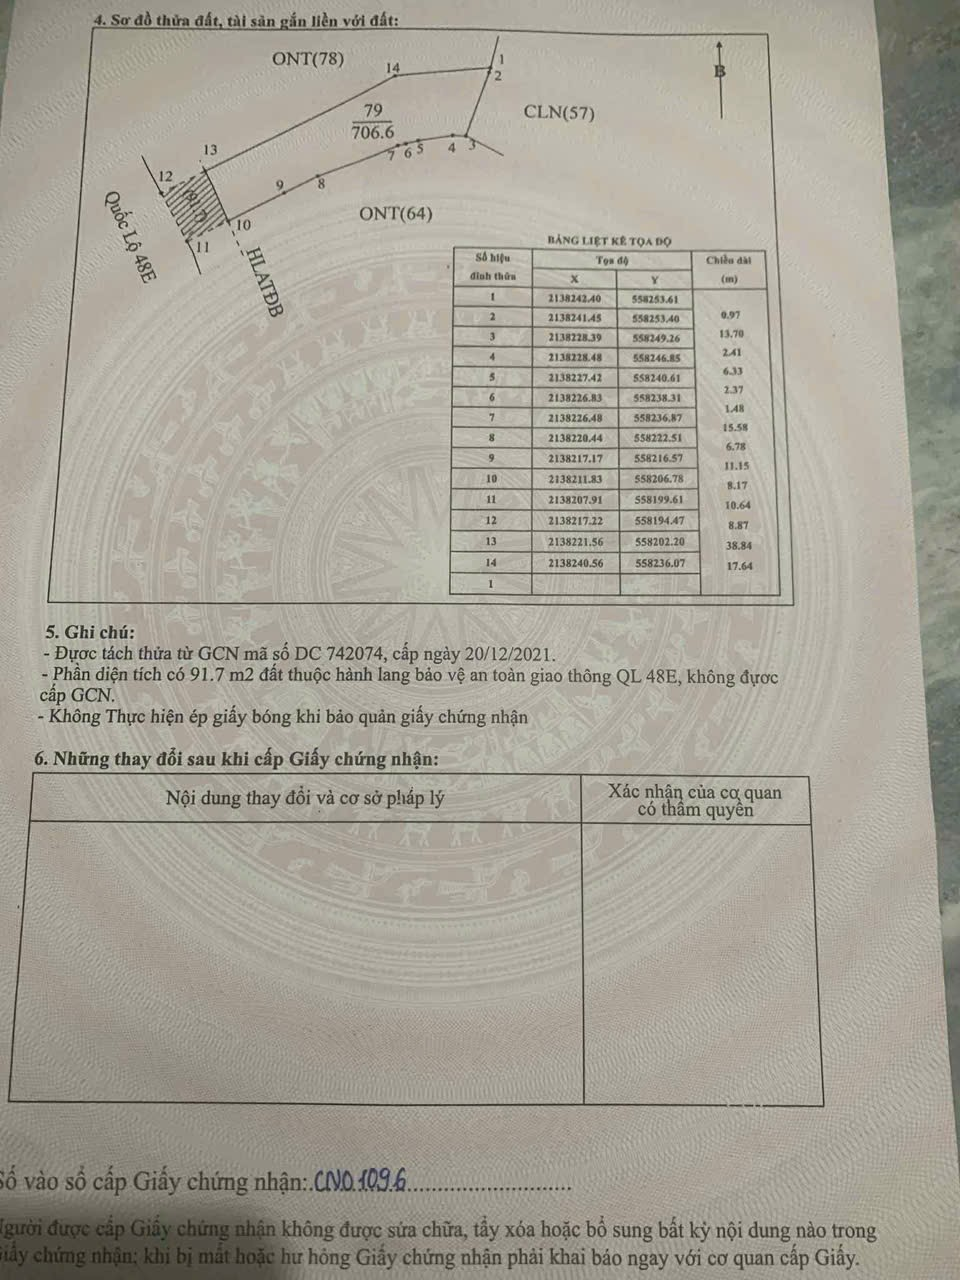 4. Sơ đồ thửa đất, tài sản gắn liền với đất:
ONT(78)
14
1
2
B
79
706.6
CLN(57)
13
7 6 5 4 3
12
9
8
(91.7)
10
ONT(64)
11
Quốc Lộ 48E
HLATĐB
BẢNG LIỆT KÊ TỌA ĐỘ
Số hiệu đỉnh thửa Tọa độ Chiều dài (m)
X Y
1 2138242.40 558253.61
0.97
2 2138241.45 558253.40
13.70
3 2138228.39 558249.26
2.41
4 2138228.48 558246.85
6.33
5 2138227.42 558240.61
2.37
6 2138226.83 558238.31
1.48
7 2138226.48 558236.87
15.58
8 2138220.44 558222.51
6.78
9 2138217.17 558216.57
11.15
10 2138211.83 558206.78
8.17
11 2138207.91 558199.61
10.64
12 2138217.22 558194.47
8.87
13 2138221.56 558202.20
38.84
14 2138240.56 558236.07
17.64
1
5. Ghi chú:
- Được tách thửa từ GCN mã số DC 742074, cấp ngày 20/12/2021.
- Phần diện tích có 91.7 m2 đất thuộc hành lang bảo vệ an toàn giao thông QL 48E, không được
cấp GCN.
- Không Thực hiện ép giấy bóng khi bảo quản giấy chứng nhận
6. Những thay đổi sau khi cấp Giấy chứng nhận:
Nội dung thay đổi và cơ sở pháp lý
Xác nhận của cơ quan
có thẩm quyền
Số vào sổ cấp Giấy chứng nhận: CN01096
Người được cấp Giấy chứng nhận không được sửa chữa, tẩy xóa hoặc bổ sung bất kỳ nội dung nào trong
Giấy chứng nhận; khi bị mất hoặc hư hỏng Giấy chứng nhận phải khai báo ngay với cơ quan cấp Giấy.